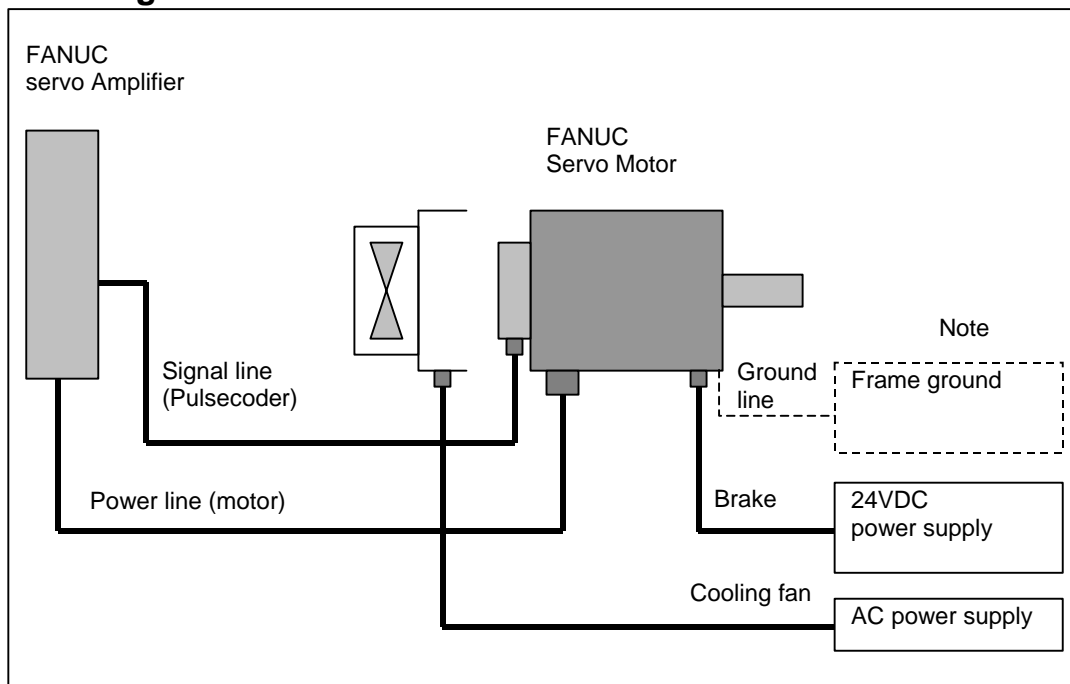 FANUC
servo Amplifier
FANUC
Servo Motor
Note
Signal line
(Pulsecoder)
Ground
line
Frame ground
Power line (motor)
Brake
24VDC
power supply
Cooling fan
AC power supply